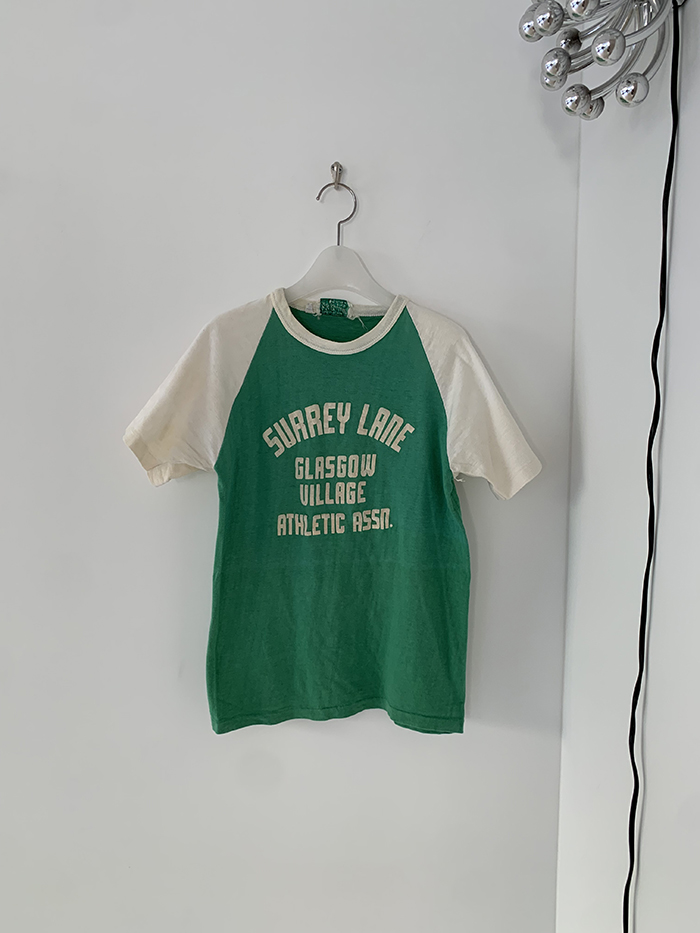 SURREY LANE
GLASGOW
VILLAGE
ATHLETIC ASSN.